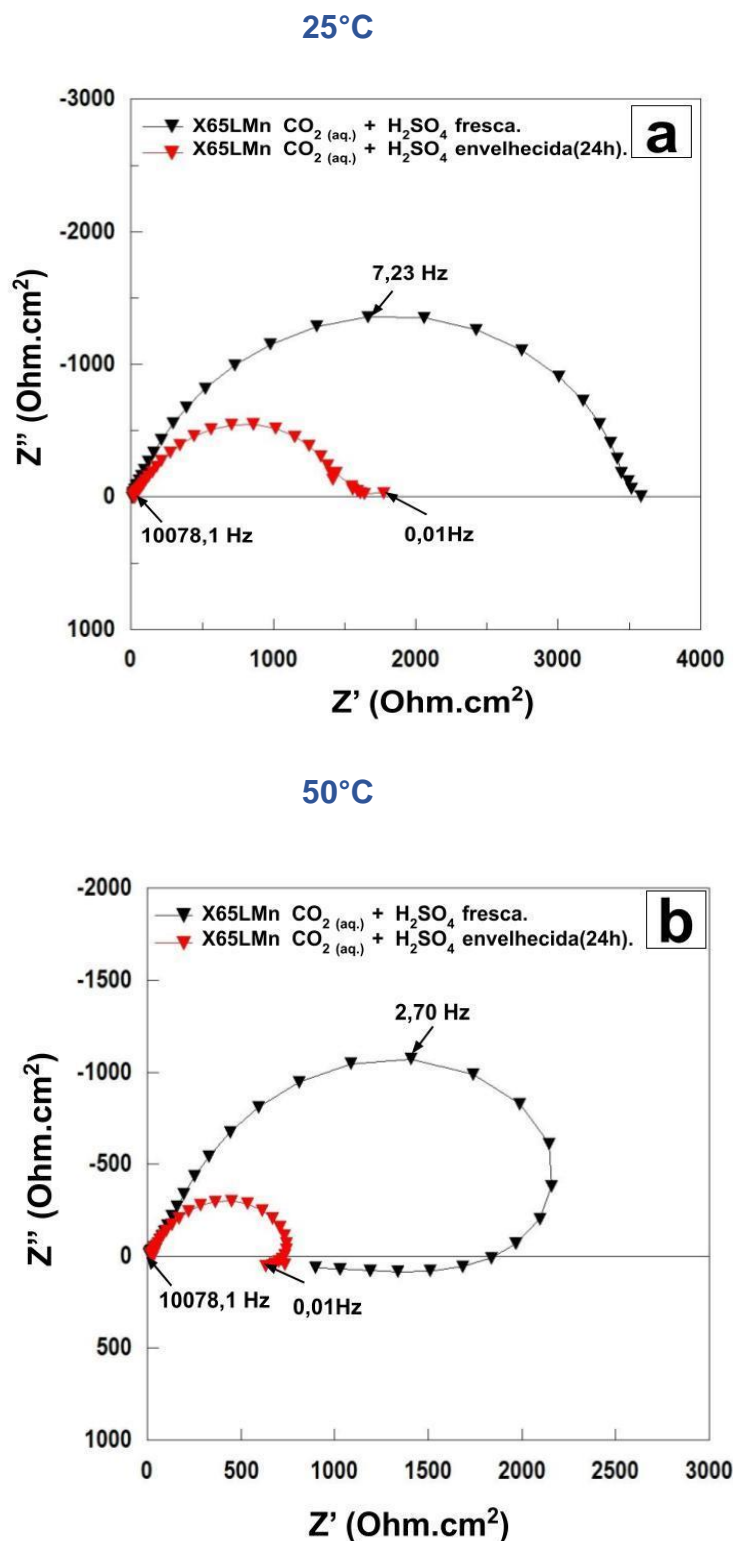 25°C
-3000
X65LMn CO2 (aq.) + H2SO4 fresca.
X65LMn CO2 (aq.) + H2SO4 envelhecida(24h).
a
-2000
7,23 Hz
-1000
0
10078,1 Hz
0,01Hz
1000
0 1000 2000 3000 4000
Z’’ (Ohm.cm²)
Z’ (Ohm.cm²)
50°C
-2000
X65LMn CO2 (aq.) + H2SO4 fresca.
X65LMn CO2 (aq.) + H2SO4 envelhecida(24h).
b
-1500
2,70 Hz
-1000
-500
0
10078,1 Hz
0,01Hz
500
1000
0 500 1000 1500 2000 2500 3000
Z’’ (Ohm.cm²)
Z’ (Ohm.cm²)